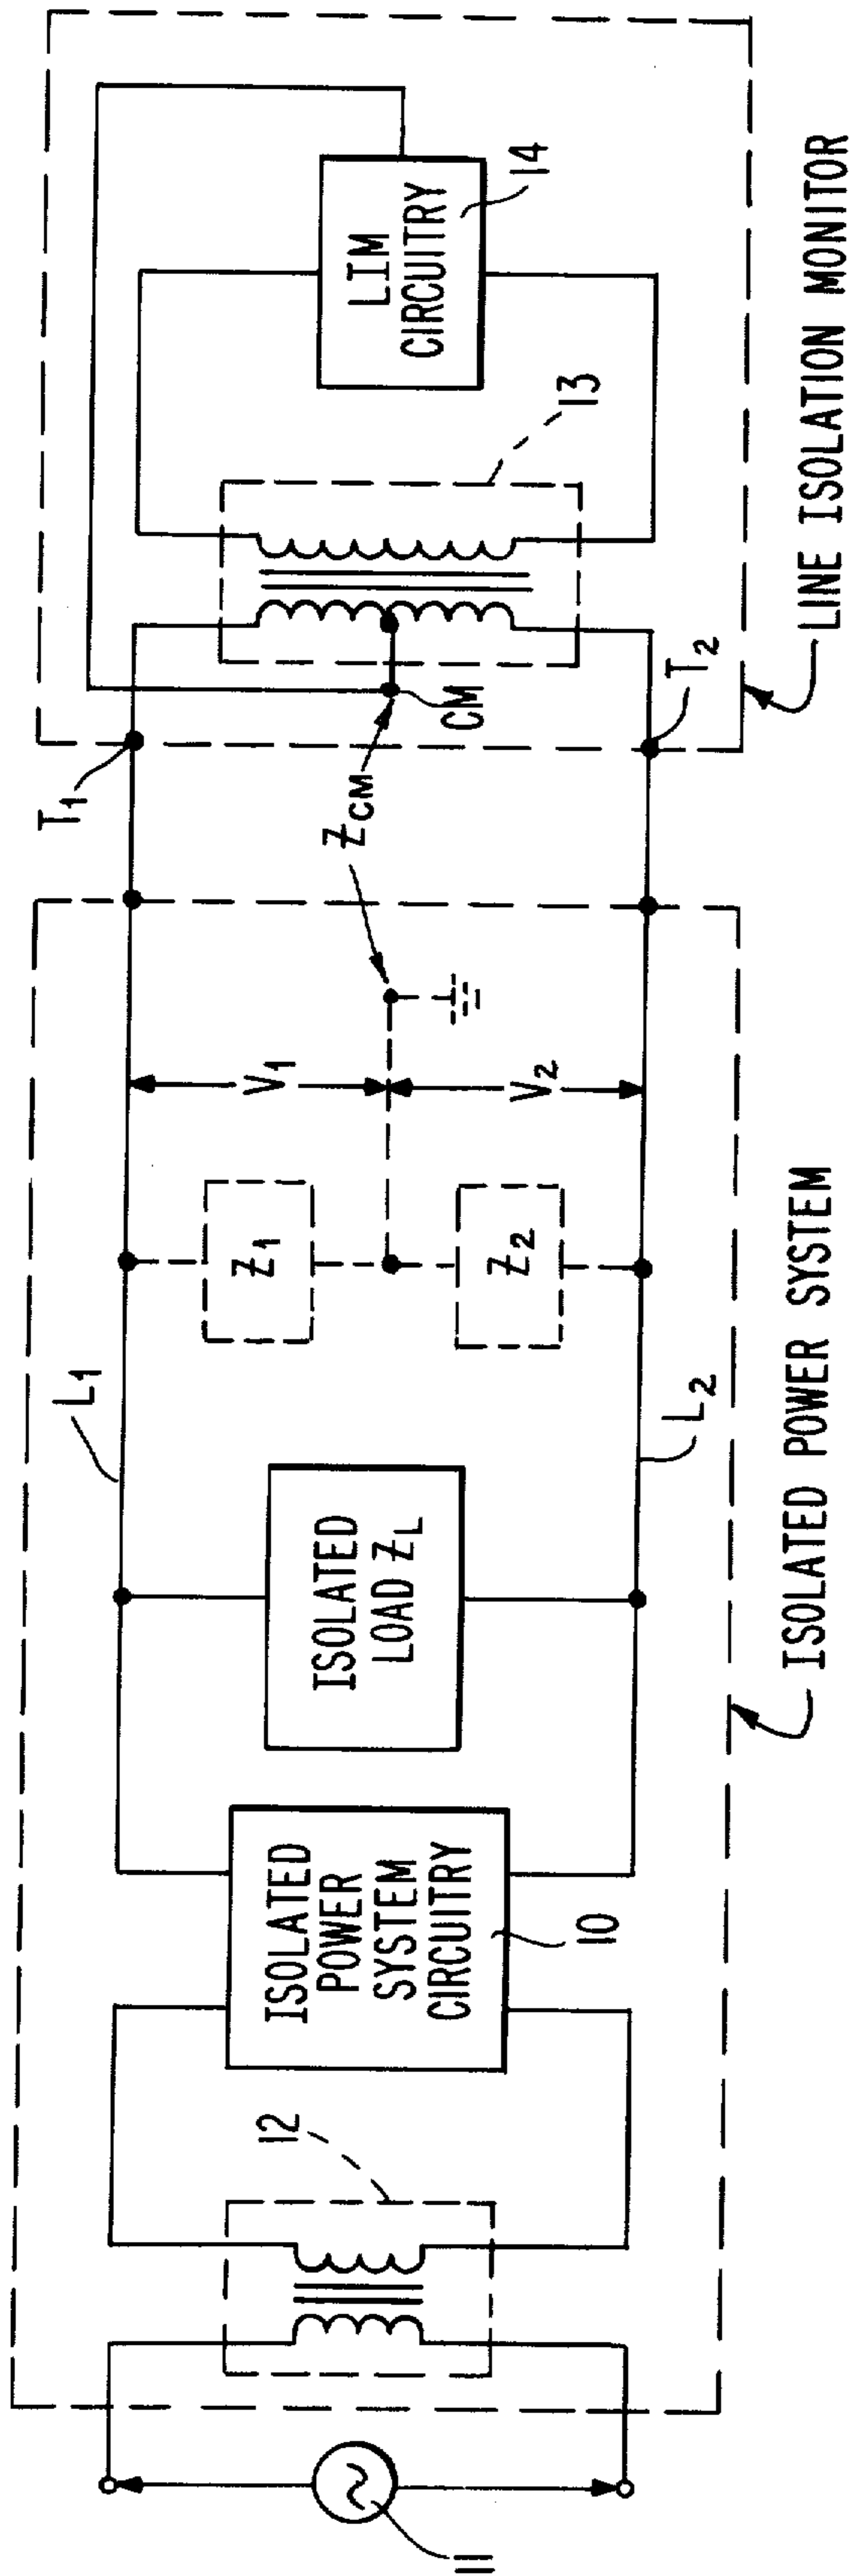 11
12
ISOLATED
POWER
SYSTEM
CIRCUITRY
10
ISOLATED
LOAD ZL
L1
L2
Z1
Z2
V1
V2
ZCM
T1
T2
CM
13
LIM
CIRCUITRY
14
ISOLATED POWER SYSTEM
LINE ISOLATION MONITOR